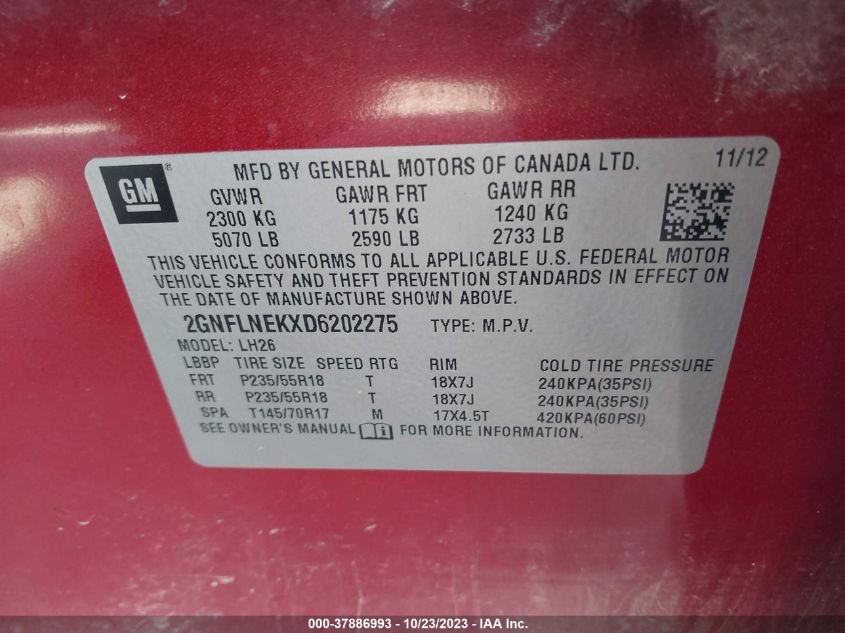 GM®
MFD BY GENERAL MOTORS OF CANADA LTD. 11/12
GVWR GAWR FRT GAWR RR
2300 KG 1175 KG 1240 KG
5070 LB 2590 LB 2733 LB
THIS VEHICLE CONFORMS TO ALL APPLICABLE U.S. FEDERAL MOTOR
VEHICLE SAFETY AND THEFT PREVENTION STANDARDS IN EFFECT ON
THE DATE OF MANUFACTURE SHOWN ABOVE.
2GNFLNEKXD6202275 TYPE: M.P.V.
MODEL: LH26
LBBP TIRE SIZE SPEED RTG RIM COLD TIRE PRESSURE
FRT P235/55R18 T 18X7J 240KPA(35PSI)
RR P235/55R18 T 18X7J 240KPA(35PSI)
SPA T145/70R17 M 17X4.5T 420KPA(60PSI)
SEE OWNER'S MANUAL FOR MORE INFORMATION.
000-37886993 - 10/23/2023 - IAA Inc.